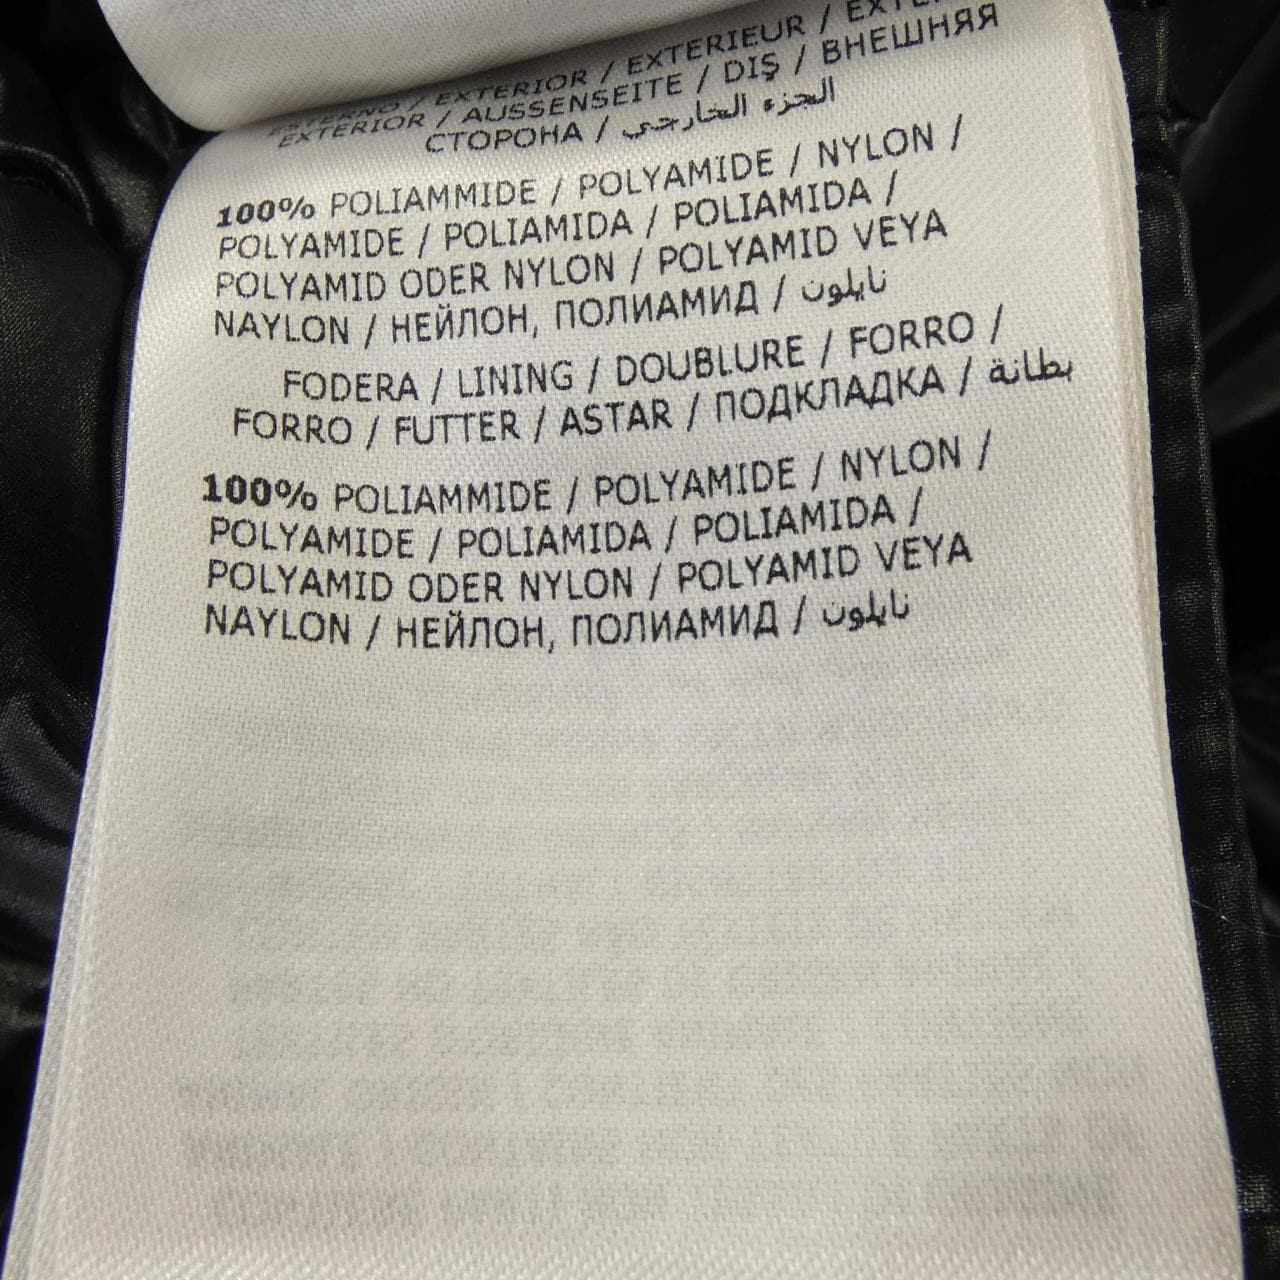 ESTERNO / EXTERIOR / EXTERIEUR /
EXTERIOR / AUSSENSEITE / DIŞ / ВНЕШНЯЯ
СТОРОНА / الجزء الخارجي
100% POLIAMMIDE / POLYAMIDE / NYLON /
POLYAMIDE / POLIAMIDA / POLIAMIDA /
POLYAMID ODER NYLON / POLYAMID VEYA
NAYLON / НЕЙЛОН, ПОЛИАМИД / نايلون
FODERA / LINING / DOUBLURE / FORRO /
FORRO / FUTTER / ASTAR / ПОДКЛАДКА / بطانة
100% POLIAMMIDE / POLYAMIDE / NYLON /
POLYAMIDE / POLIAMIDA / POLIAMIDA /
POLYAMID ODER NYLON / POLYAMID VEYA
NAYLON / НЕЙЛОН, ПОЛИАМИД / نايلون